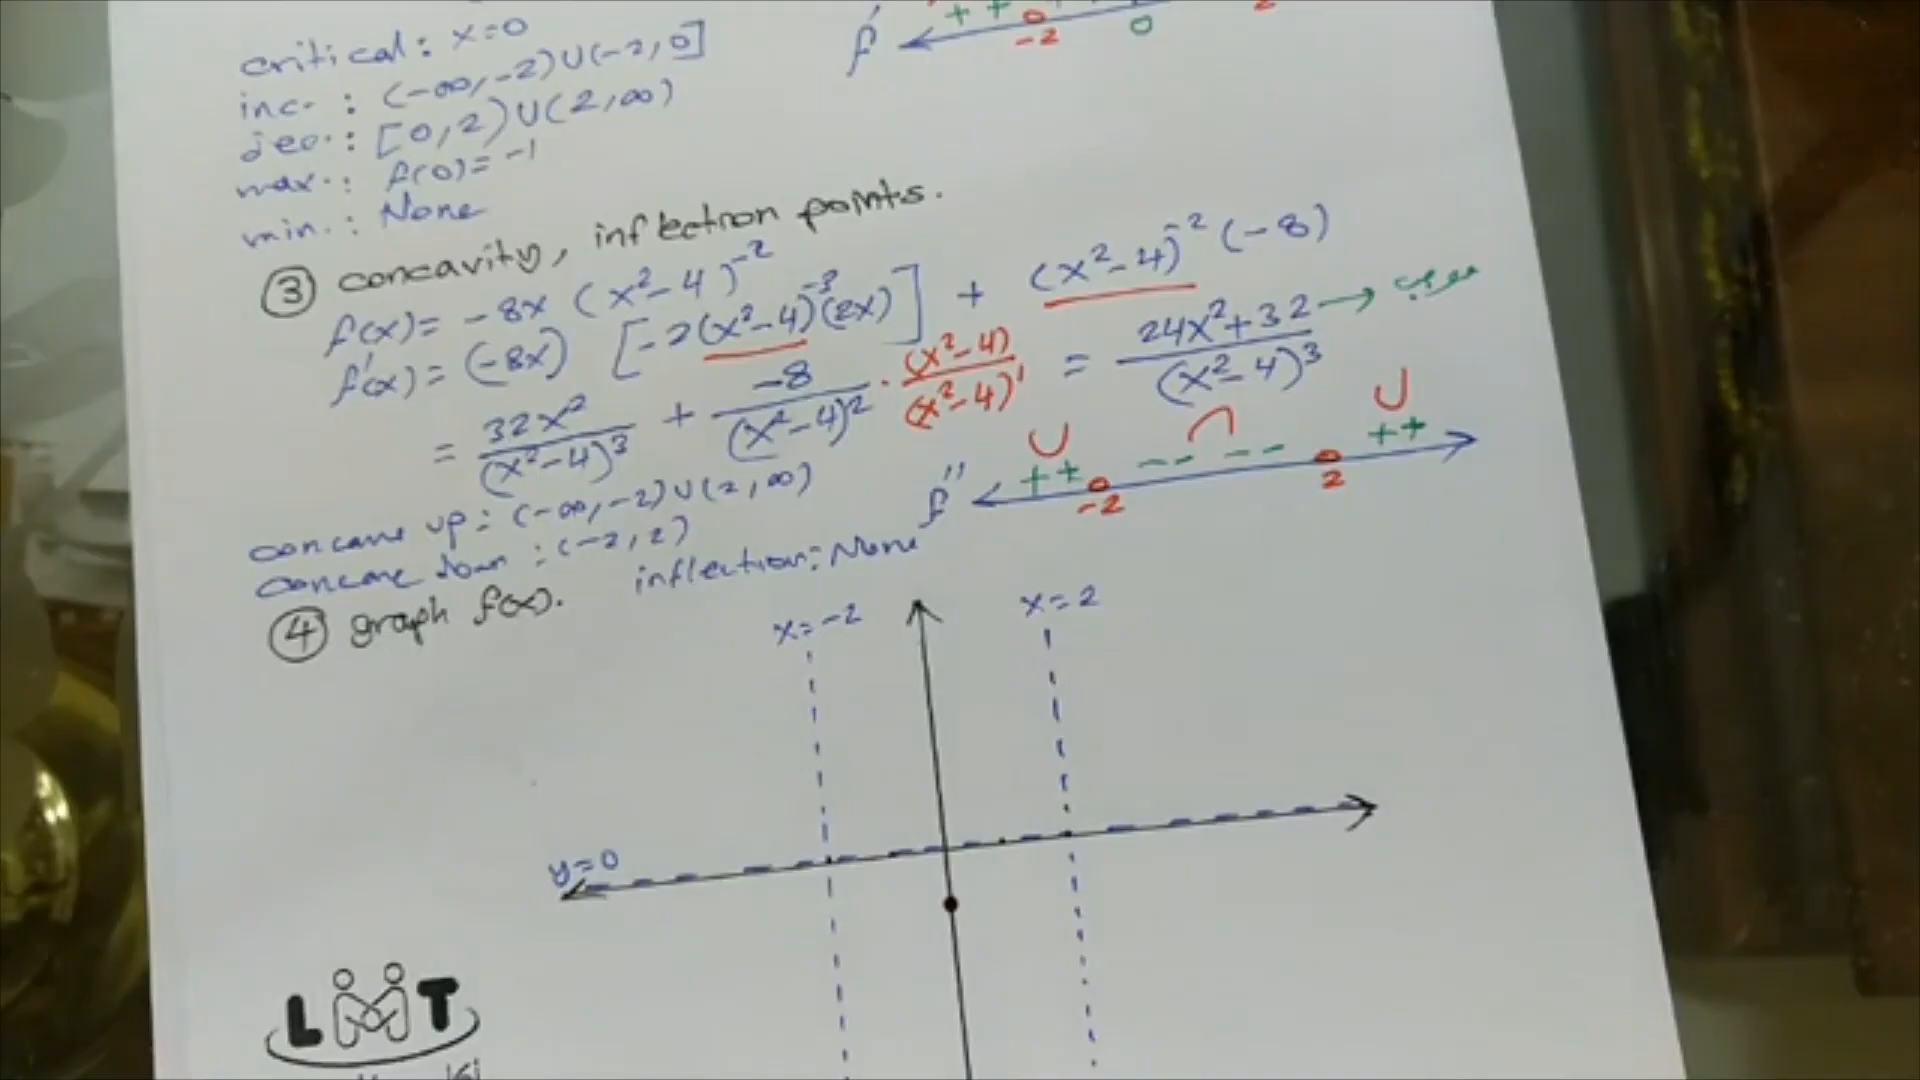 critical: x=0
f′ ++ -2 0 2
inc. : (-∞,-2)∪(-2,0]
dec.: [0,2)∪(2,∞)
max.: f(0)=-1
min.: None
③ concavity, inflection points.
f(x)= -8x (x²-4)⁻²
f′(x)= (-8x) [-2(x²-4)⁻³(2x)] + (x²-4)⁻²(-8)
= 32x²/(x²-4)³ + -8/(x²-4)² · (x²-4)/(x²-4)¹ = 24x²+32/(x²-4)³ → موجب
∪ ∩ ∪
f″ ++ -2 -- -- 2 ++
concave up: (-∞,-2)∪(2,∞)
concave down: (-2,2)
inflection: None
④ graph f(x).
x=-2 x=2
y=0
LMT